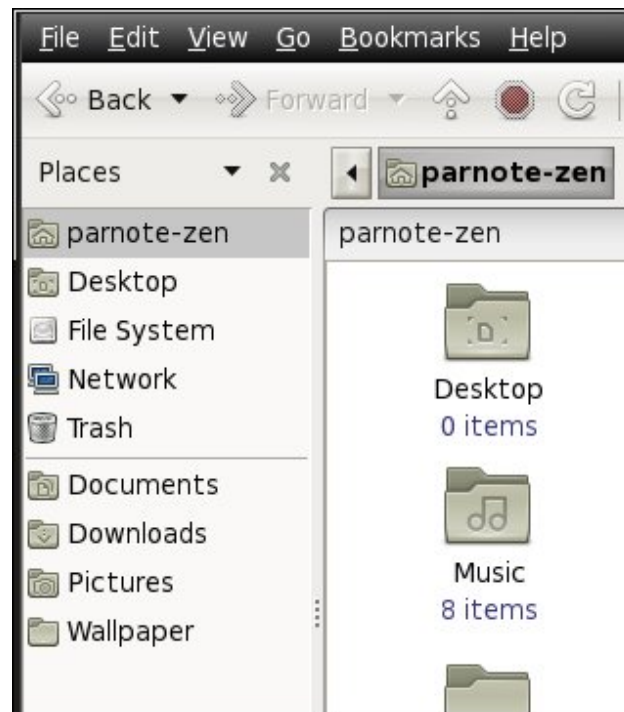 File Edit View Go Bookmarks Help
Back Forward
Places
parnote-zen
parnote-zen
Desktop
File System
Network
Trash
Documents
Downloads
Pictures
Wallpaper
parnote-zen
Desktop
0 items
Music
8 items